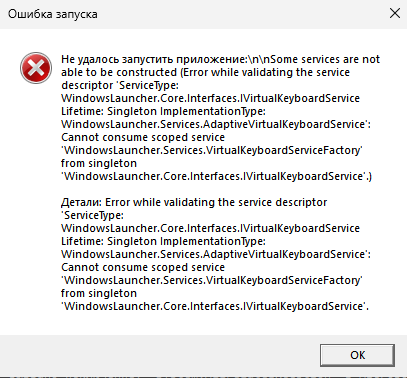 Ошибка запуска
Не удалось запустить приложение:\n\nSome services are not
able to be constructed (Error while validating the service
descriptor 'ServiceType:
WindowsLauncher.Core.Interfaces.IVirtualKeyboardService
Lifetime: Singleton ImplementationType:
WindowsLauncher.Services.AdaptiveVirtualKeyboardService':
Cannot consume scoped service
'WindowsLauncher.Services.VirtualKeyboardServiceFactory'
from singleton
'WindowsLauncher.Core.Interfaces.IVirtualKeyboardService'.)
Детали: Error while validating the service descriptor
'ServiceType:
WindowsLauncher.Core.Interfaces.IVirtualKeyboardService
Lifetime: Singleton ImplementationType:
WindowsLauncher.Services.AdaptiveVirtualKeyboardService':
Cannot consume scoped service
'WindowsLauncher.Services.VirtualKeyboardServiceFactory'
from singleton
'WindowsLauncher.Core.Interfaces.IVirtualKeyboardService'.
ОК